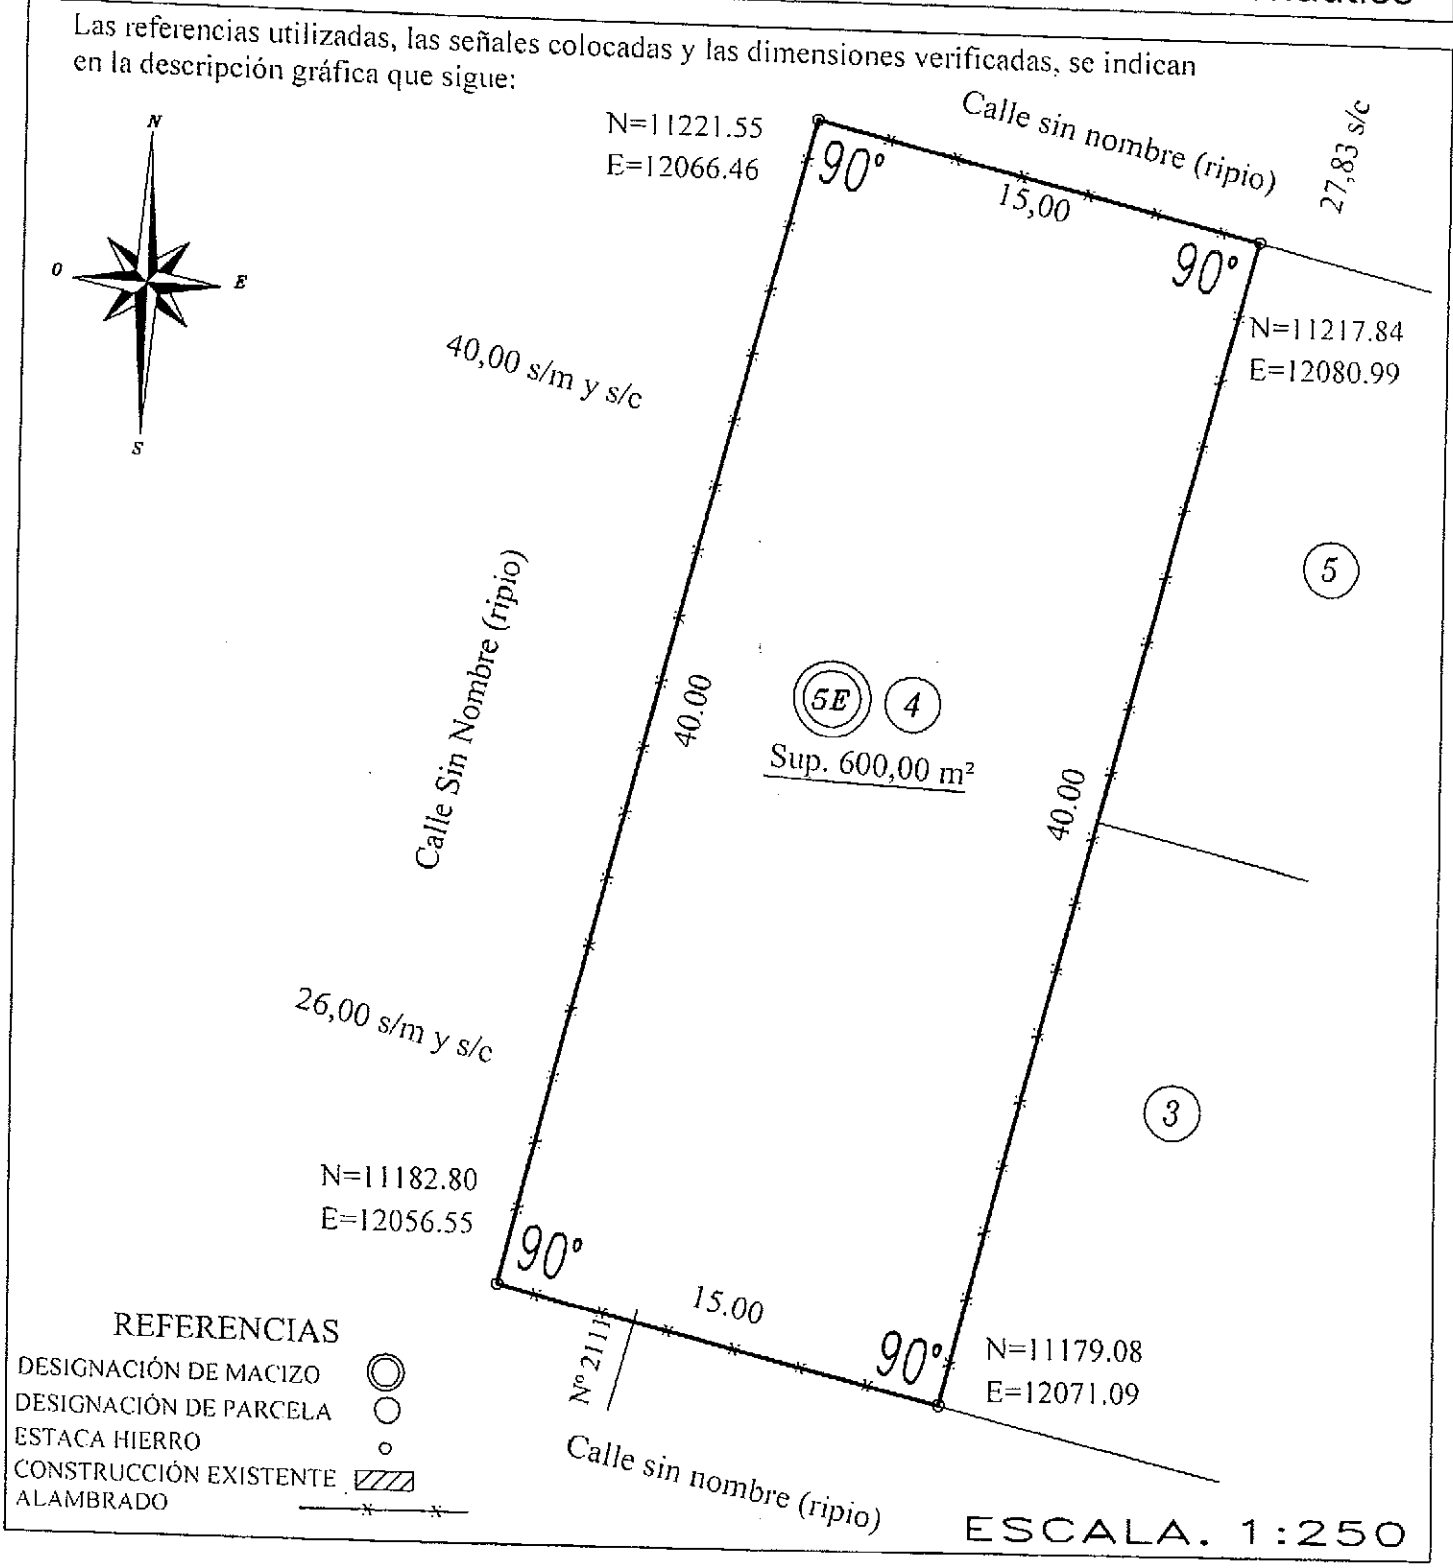 Las referencias utilizadas, las señales colocadas y las dimensiones verificadas, se indican
en la descripción gráfica que sigue:
N
O
E
S
N=11221.55
E=12066.46
Calle sin nombre (ripio)
27,83 s/c
90°
15,00
90°
N=11217.84
E=12080.99
40,00 s/m y s/c
Calle Sin Nombre (ripio)
40.00
5
5E
4
Sup. 600,00 m²
40.00
26,00 s/m y s/c
3
N=11182.80
E=12056.55
90°
15.00
90°
Nº 2111
N=11179.08
E=12071.09
Calle sin nombre (ripio)
REFERENCIAS
DESIGNACIÓN DE MACIZO
DESIGNACIÓN DE PARCELA
ESTACA HIERRO
CONSTRUCCIÓN EXISTENTE
ALAMBRADO
ESCALA. 1:250